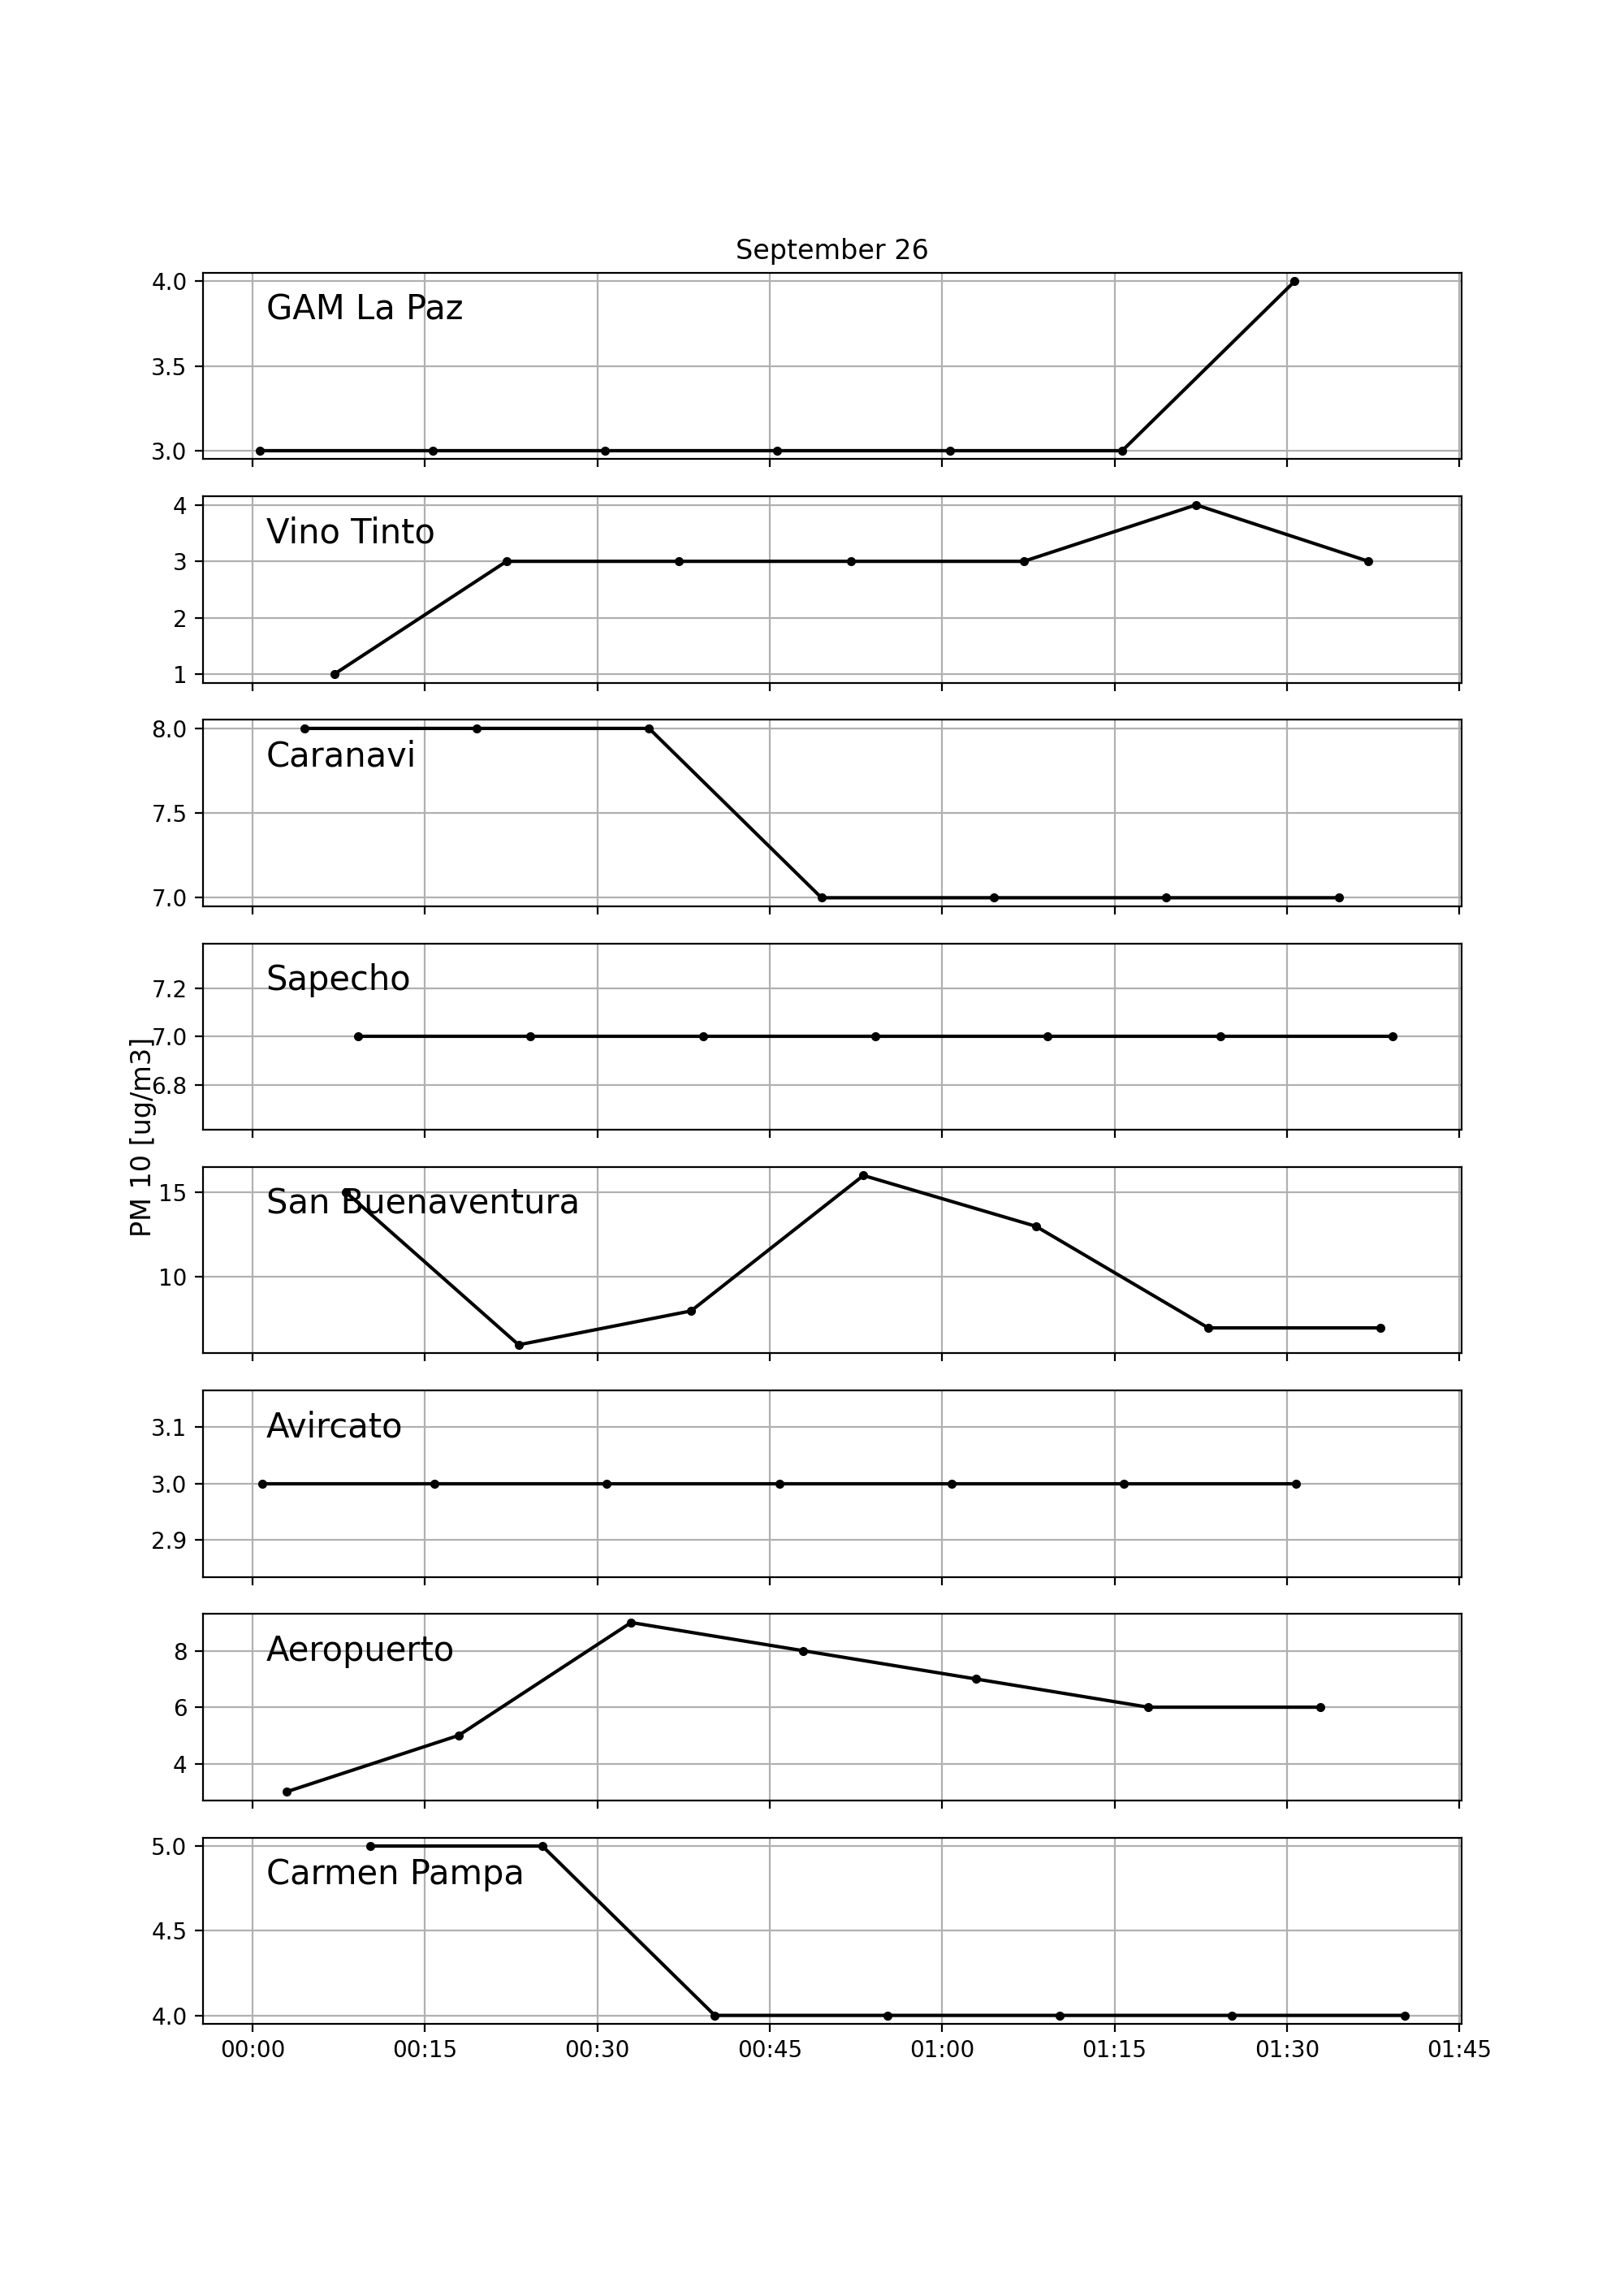 September 26
4.0
GAM La Paz
3.5
3.0
4
Vino Tinto
3
2
1
8.0
Caranavi
7.5
7.0
Sapecho
7.2
7.0
6.8
PM 10 [ug/m3]
15
San Buenaventura
10
3.1
Avircato
3.0
2.9
8
Aeropuerto
6
4
5.0
Carmen Pampa
4.5
4.0
00:00 00:15 00:30 00:45 01:00 01:15 01:30 01:45